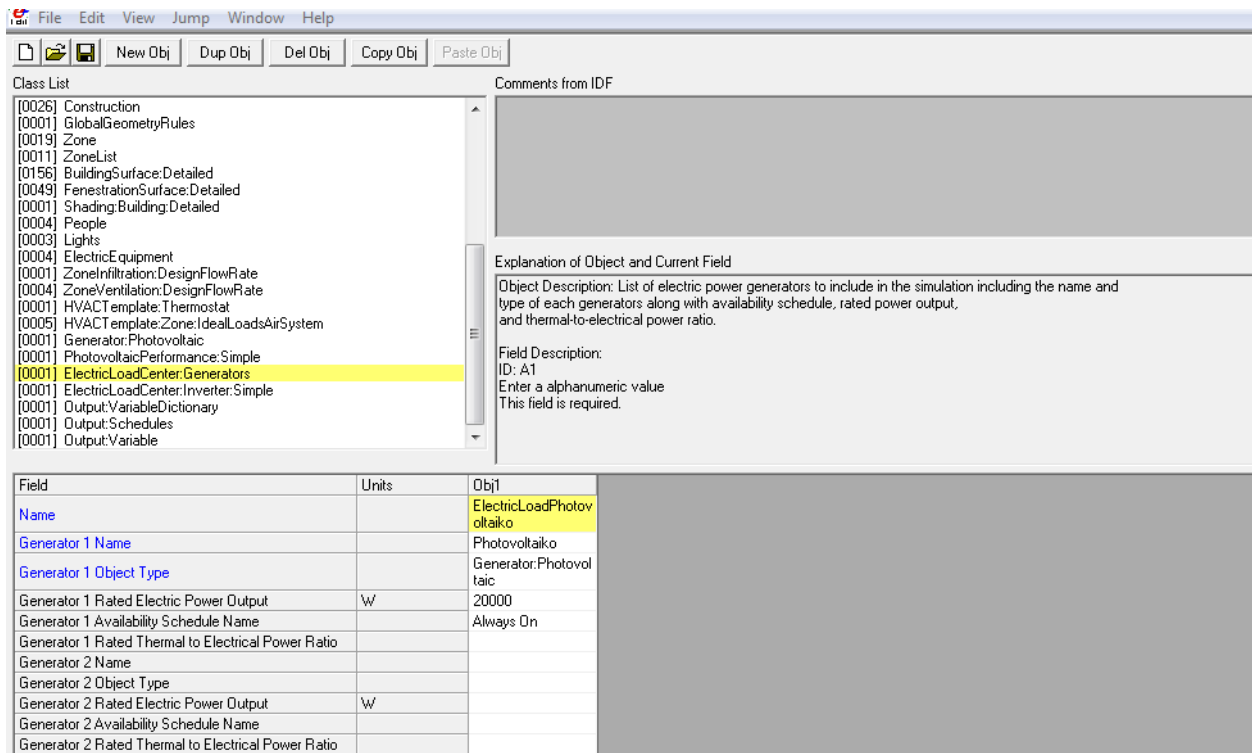 File Edit View Jump Window Help
New Obj Dup Obj Del Obj Copy Obj Paste Obj
Class List
[0026] Construction
[0001] GlobalGeometryRules
[0019] Zone
[0011] ZoneList
[0156] BuildingSurface:Detailed
[0049] FenestrationSurface:Detailed
[0001] Shading:Building:Detailed
[0004] People
[0003] Lights
[0004] ElectricEquipment
[0001] ZoneInfiltration:DesignFlowRate
[0004] ZoneVentilation:DesignFlowRate
[0001] HVACTemplate:Thermostat
[0005] HVACTemplate:Zone:IdealLoadsAirSystem
[0001] Generator:Photovoltaic
[0001] PhotovoltaicPerformance:Simple
[0001] ElectricLoadCenter:Generators
[0001] ElectricLoadCenter:Inverter:Simple
[0001] Output:VariableDictionary
[0001] Output:Schedules
[0001] Output:Variable
Comments from IDF
Explanation of Object and Current Field
Object Description: List of electric power generators to include in the simulation including the name and
type of each generators along with availability schedule, rated power output,
and thermal-to-electrical power ratio.
Field Description:
ID: A1
Enter a alphanumeric value
This field is required.
Field Units Obj1
Name ElectricLoadPhotov
oltaiko
Generator 1 Name Photovoltaiko
Generator 1 Object Type Generator:Photovol
taic
Generator 1 Rated Electric Power Output W 20000
Generator 1 Availability Schedule Name Always On
Generator 1 Rated Thermal to Electrical Power Ratio
Generator 2 Name
Generator 2 Object Type
Generator 2 Rated Electric Power Output W
Generator 2 Availability Schedule Name
Generator 2 Rated Thermal to Electrical Power Ratio